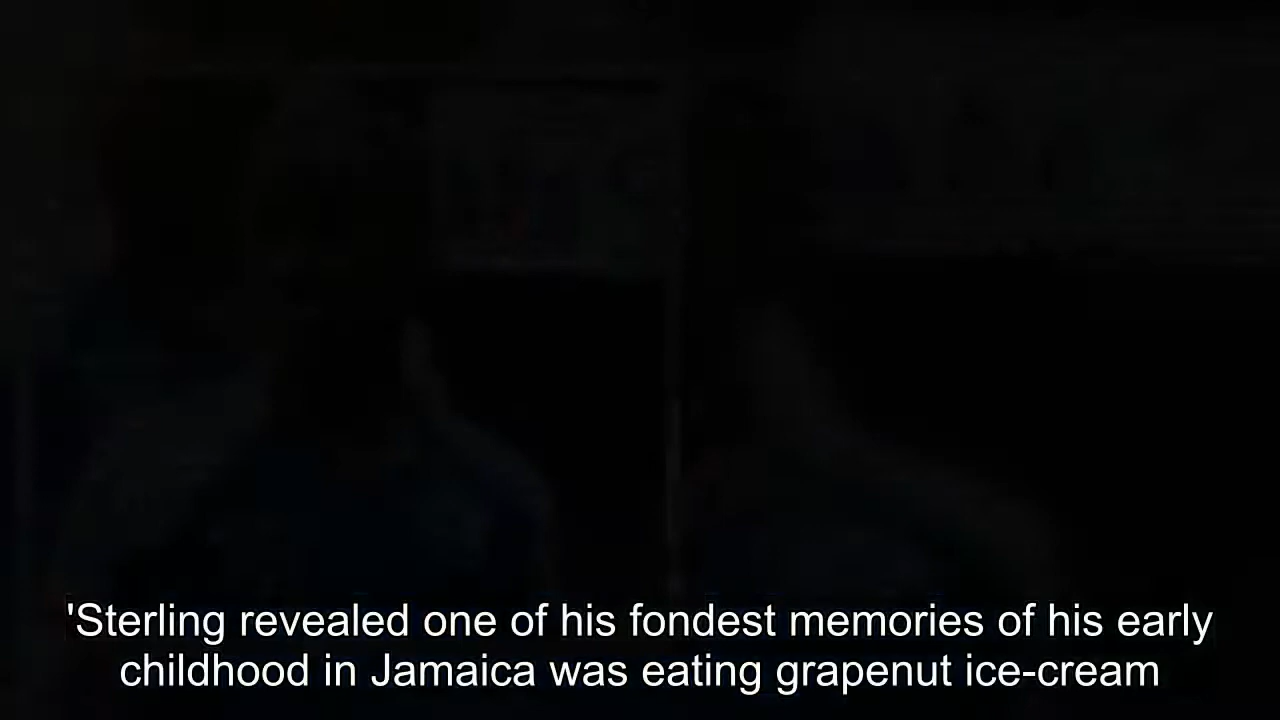 'Sterling revealed one of his fondest memories of his early
childhood in Jamaica was eating grapenut ice-cream